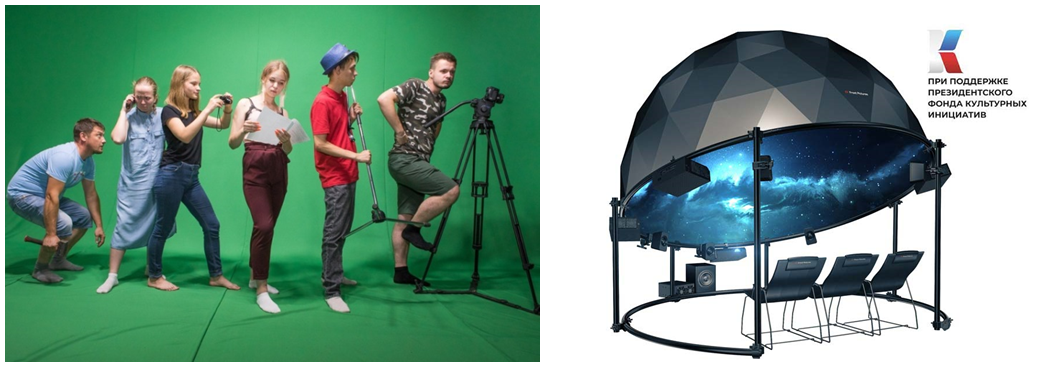 ПРИ ПОДДЕРЖКЕ
ПРЕЗИДЕНТСКОГО
ФОНДА КУЛЬТУРНЫХ
ИНИЦИАТИВ